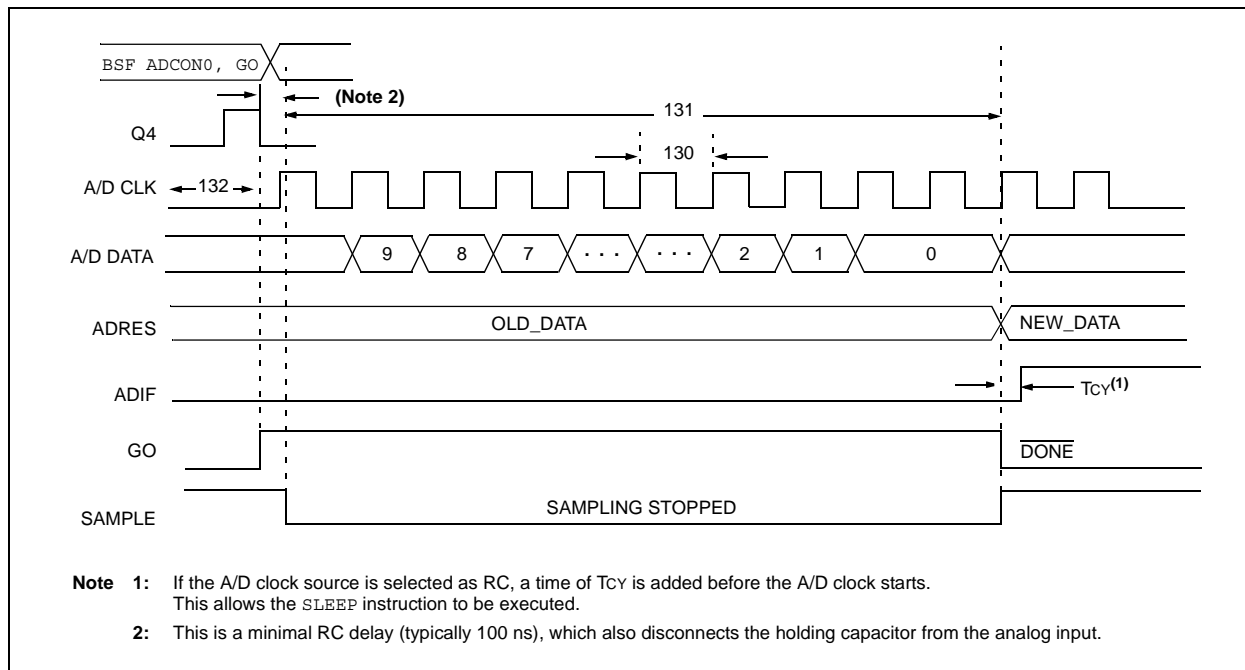 BSF ADCON0, GO
(Note 2)
131
Q4
130
A/D CLK
132
A/D DATA
9 8 7 · · · · · · 2 1 0
ADRES
OLD_DATA
NEW_DATA
ADIF
TCY(1)
GO
DONE
SAMPLE
SAMPLING STOPPED
Note 1: If the A/D clock source is selected as RC, a time of TCY is added before the A/D clock starts.
This allows the SLEEP instruction to be executed.
2: This is a minimal RC delay (typically 100 ns), which also disconnects the holding capacitor from the analog input.